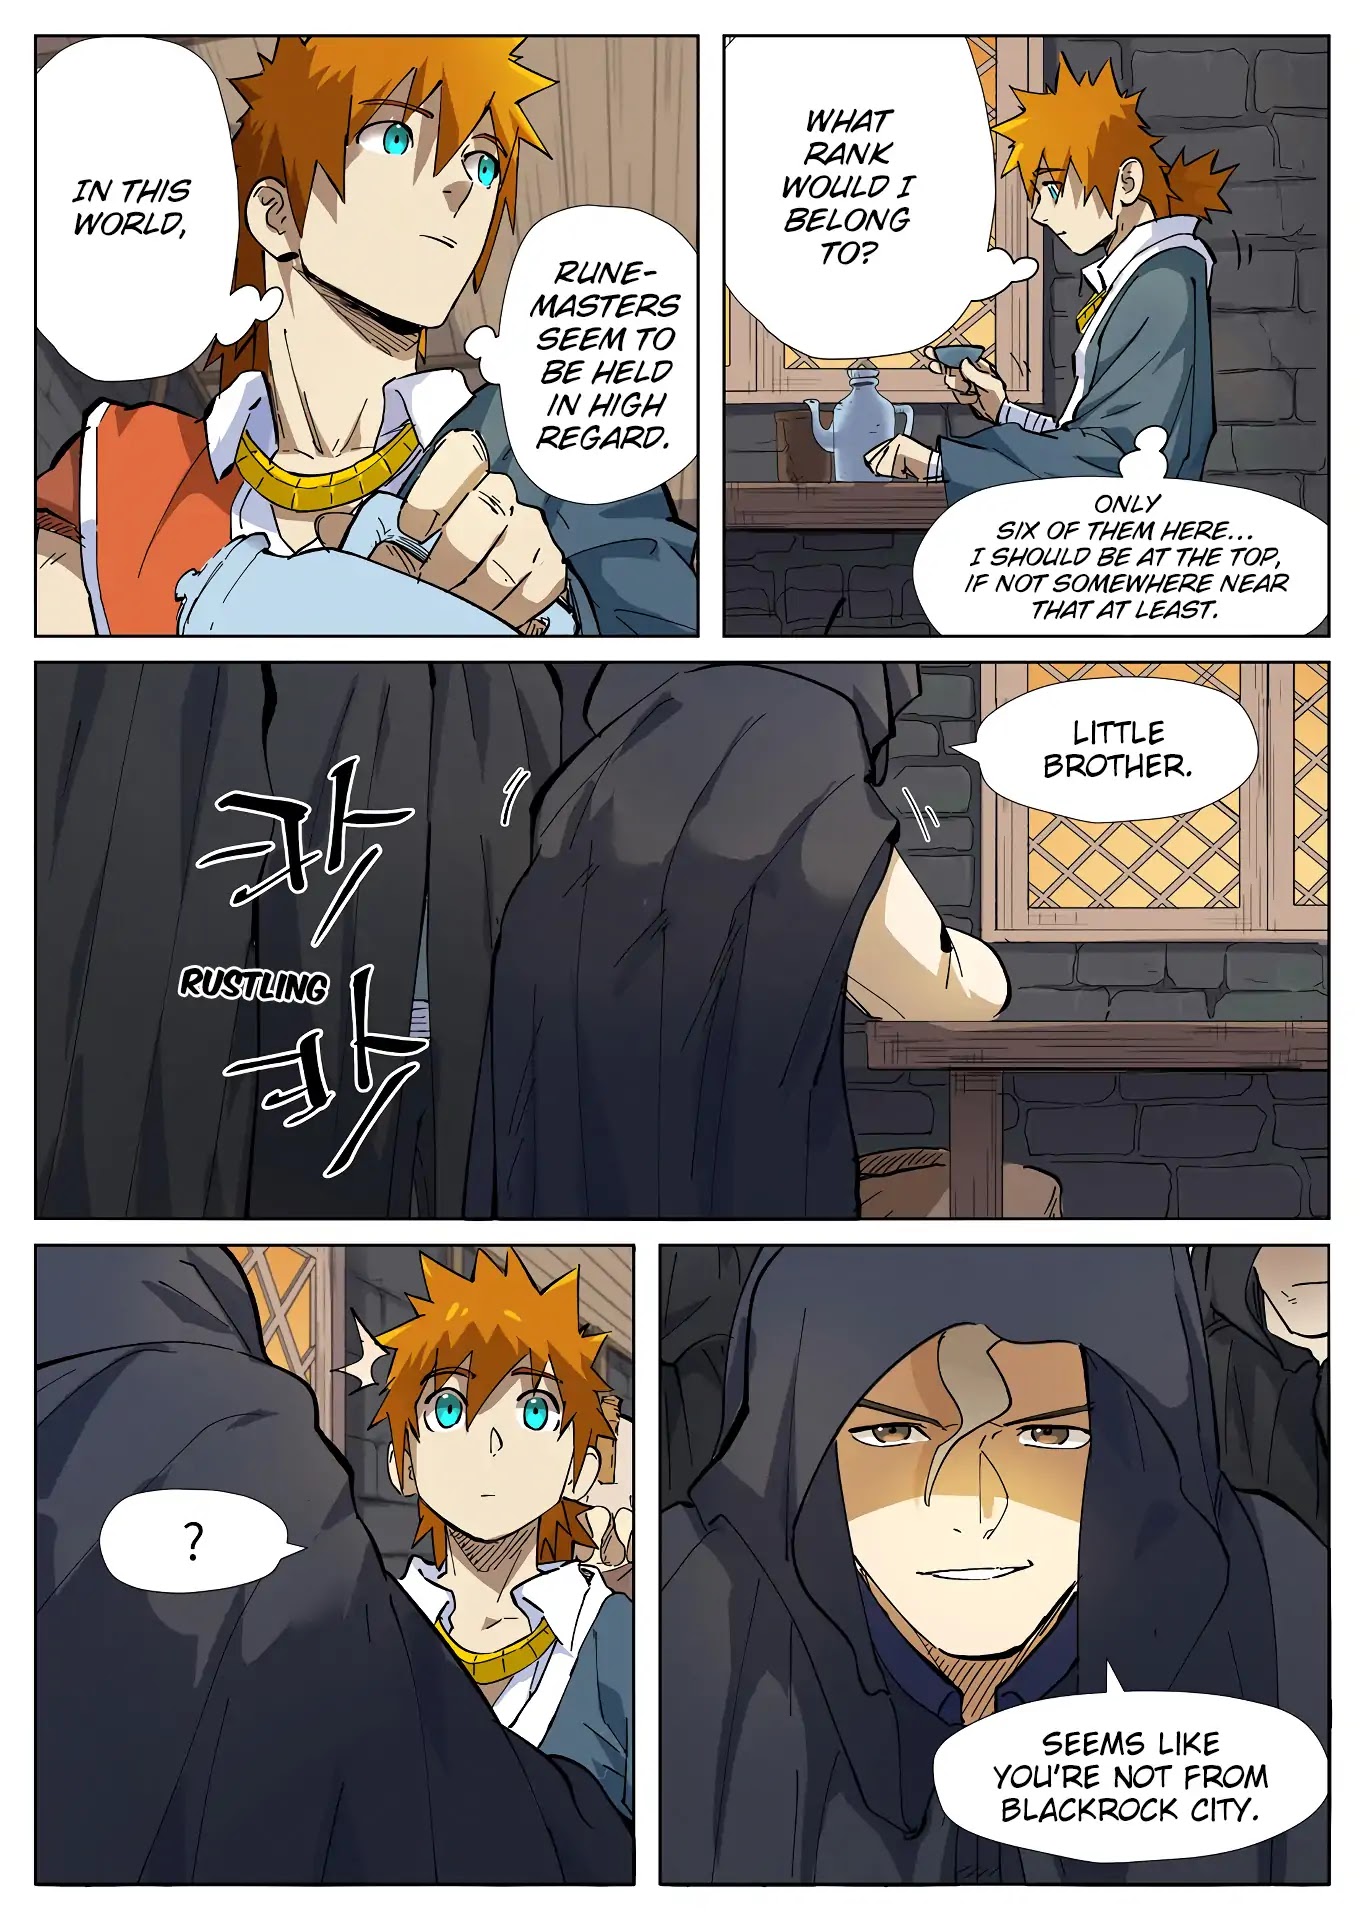 IN THIS
WORLD,
RUNE-
MASTERS
SEEM TO
BE HELD
IN HIGH
REGARD.
WHAT
RANK
WOULD I
BELONG
TO?
ONLY
SIX OF THEM HERE...
I SHOULD BE AT THE TOP,
IF NOT SOMEWHERE NEAR
THAT AT LEAST.
LITTLE
BROTHER.
RUSTLING
?
SEEMS LIKE
YOU'RE NOT FROM
BLACKROCK CITY.